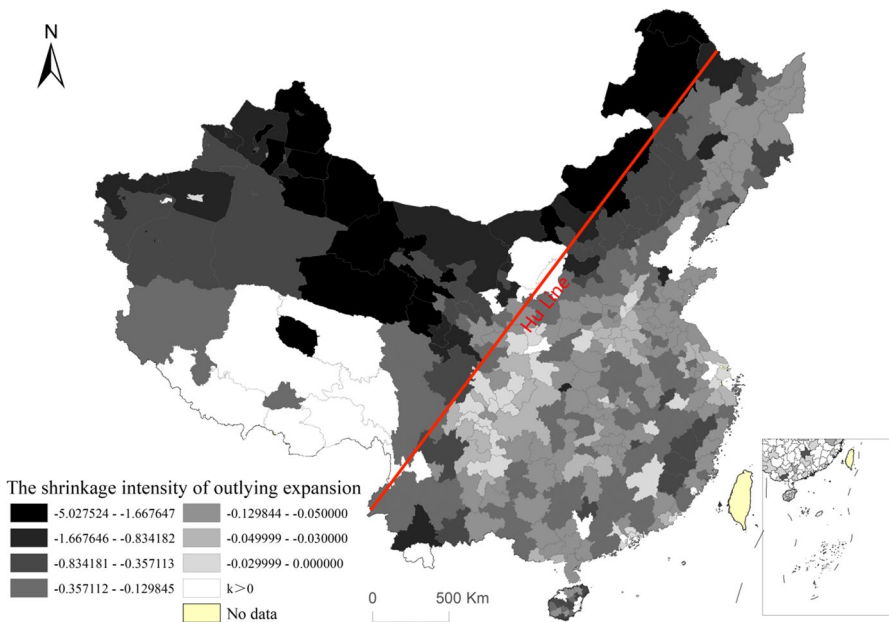 N
Hu Line
The shrinkage intensity of outlying expansion
-5.027524 - -1.667647
-1.667646 - -0.834182
-0.834181 - -0.357113
-0.357112 - -0.129845
-0.129844 - -0.050000
-0.049999 - -0.030000
-0.029999 - 0.000000
k>0
No data
0 500 Km